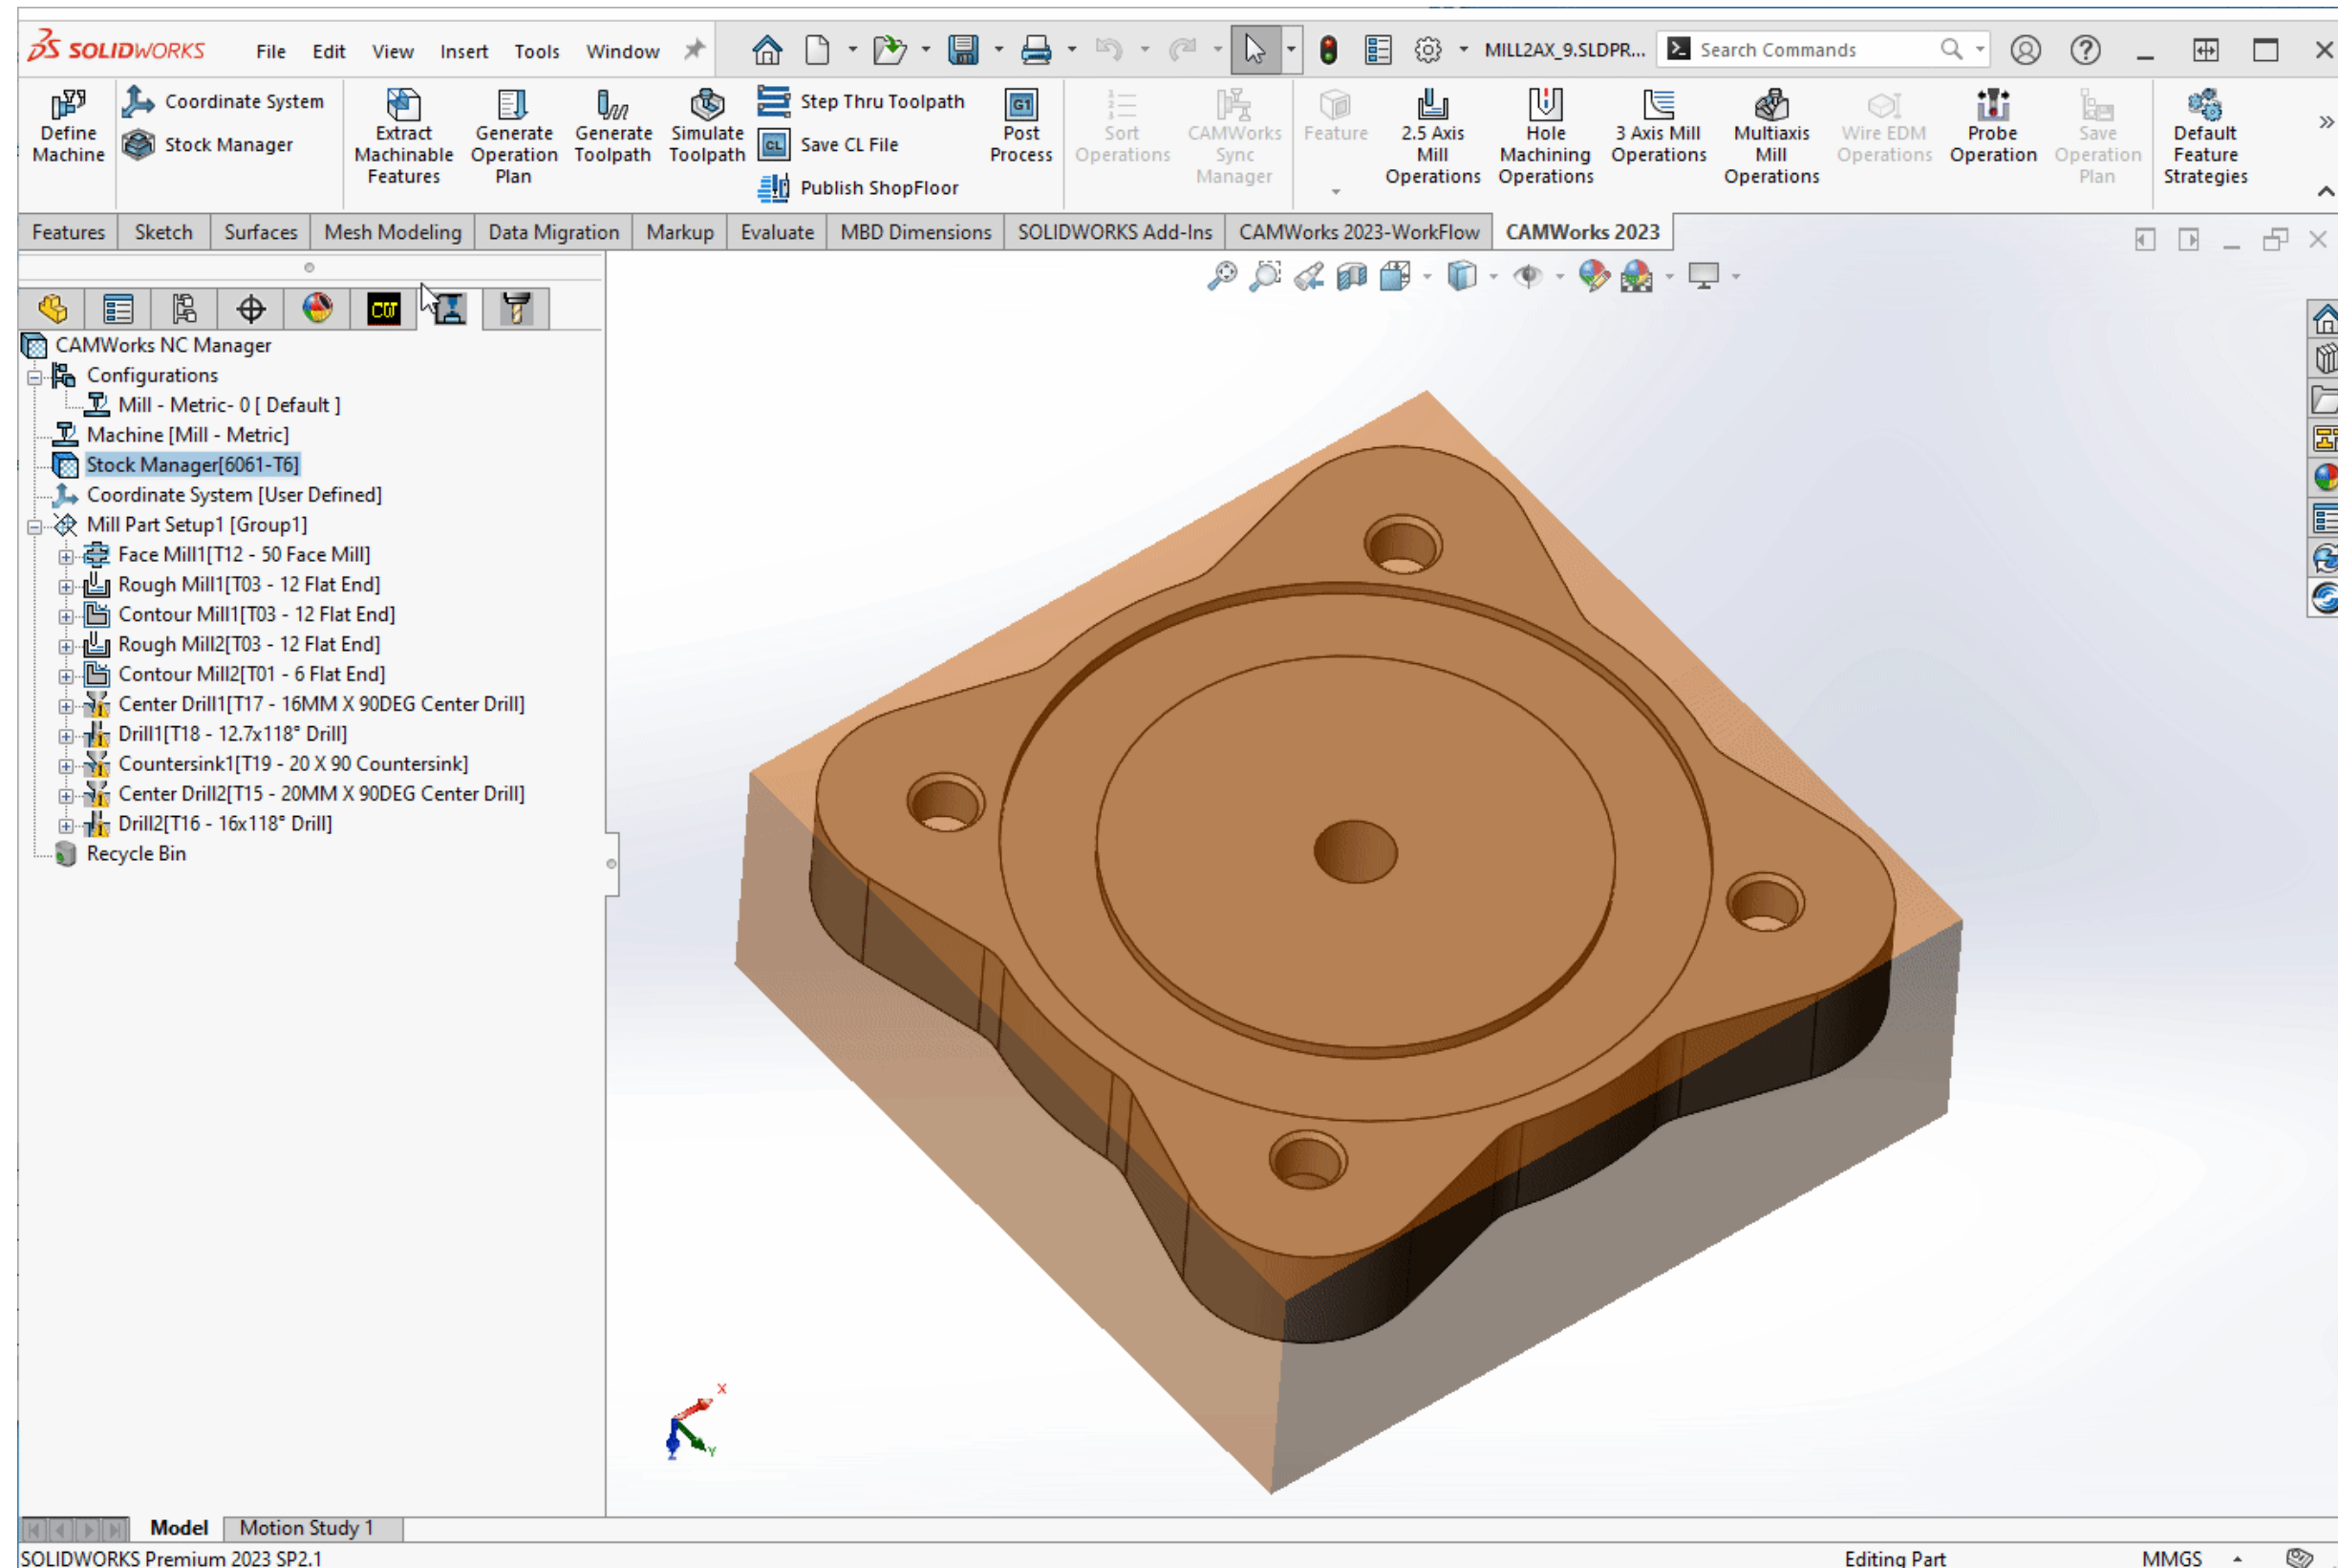 SOLIDWORKS File Edit View Insert Tools Window MILL2AX_9.SLDPR... Search Commands
Define Machine
Coordinate System
Stock Manager
Extract Machinable Features
Generate Operation Plan
Generate Toolpath
Simulate Toolpath
Step Thru Toolpath
CL Save CL File
Publish ShopFloor
G1 Post Process
Sort Operations
CAMWorks Sync Manager
Feature
2.5 Axis Mill Operations
Hole Machining Operations
3 Axis Mill Operations
Multiaxis Mill Operations
Wire EDM Operations
Probe Operation
Save Operation Plan
Default Feature Strategies
Features Sketch Surfaces Mesh Modeling Data Migration Markup Evaluate MBD Dimensions SOLIDWORKS Add-Ins CAMWorks 2023-WorkFlow CAMWorks 2023
CAMWorks NC Manager
Configurations
Mill - Metric- 0 [ Default ]
Machine [Mill - Metric]
Stock Manager[6061-T6]
Coordinate System [User Defined]
Mill Part Setup1 [Group1]
Face Mill1[T12 - 50 Face Mill]
Rough Mill1[T03 - 12 Flat End]
Contour Mill1[T03 - 12 Flat End]
Rough Mill2[T03 - 12 Flat End]
Contour Mill2[T01 - 6 Flat End]
Center Drill1[T17 - 16MM X 90DEG Center Drill]
Drill1[T18 - 12.7x118° Drill]
Countersink1[T19 - 20 X 90 Countersink]
Center Drill2[T15 - 20MM X 90DEG Center Drill]
Drill2[T16 - 16x118° Drill]
Recycle Bin
X
Y
Z
Model Motion Study 1
SOLIDWORKS Premium 2023 SP2.1 Editing Part MMGS